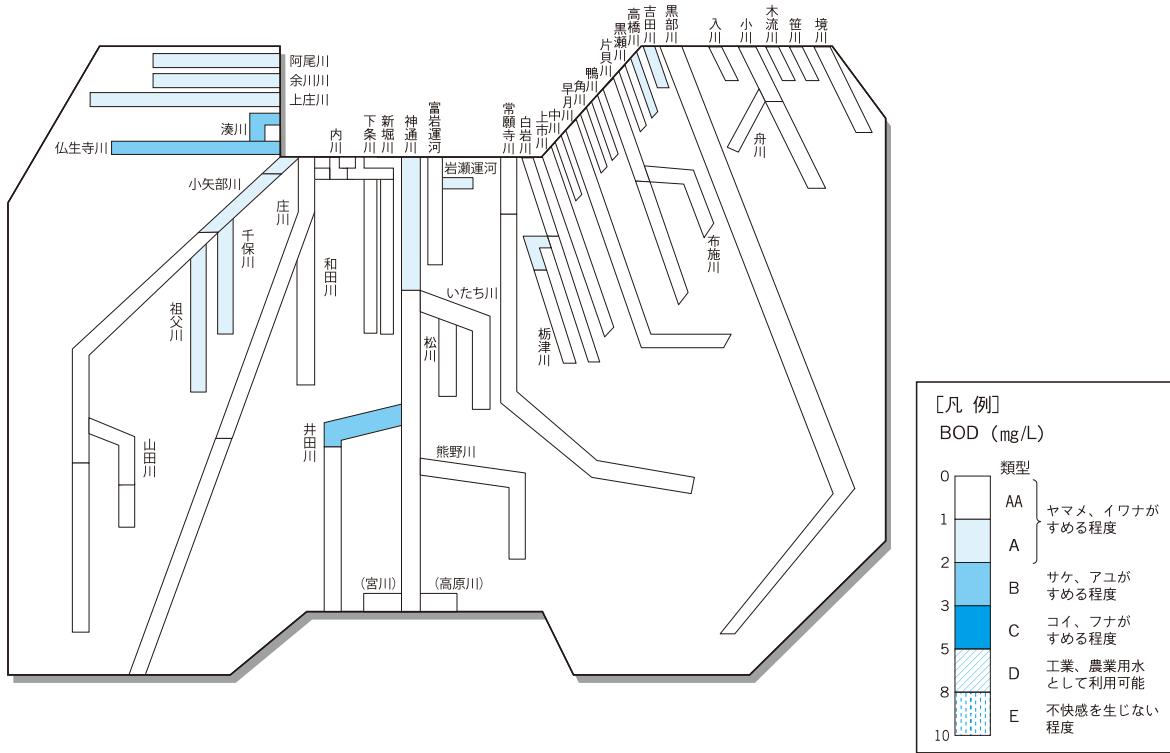 阿尾川
余川川
上庄川
湊川
仏生寺川
小矢部川
千保川
祖父川
山田川
庄川
和田川
内川
下条川
新堀川
神通川
富岩運河
岩瀬運河
いたち川
松川
井田川
熊野川
(宮川)
(高原川)
常願寺川
白岩川
栃津川
上市川
中川
早月川
角川
鴨川
片貝川
布施川
黒瀬川
高橋川
吉田川
黒部川
入川
小川
舟川
木流川
笹川
境川
[凡 例]
BOD (mg/L)
類型
0
AA
1
A
2
B
3
C
5
D
8
E
10
ヤマメ、イワナが
すめる程度
サケ、アユが
すめる程度
コイ、フナが
すめる程度
工業、農業用水
として利用可能
不快感を生じない
程度